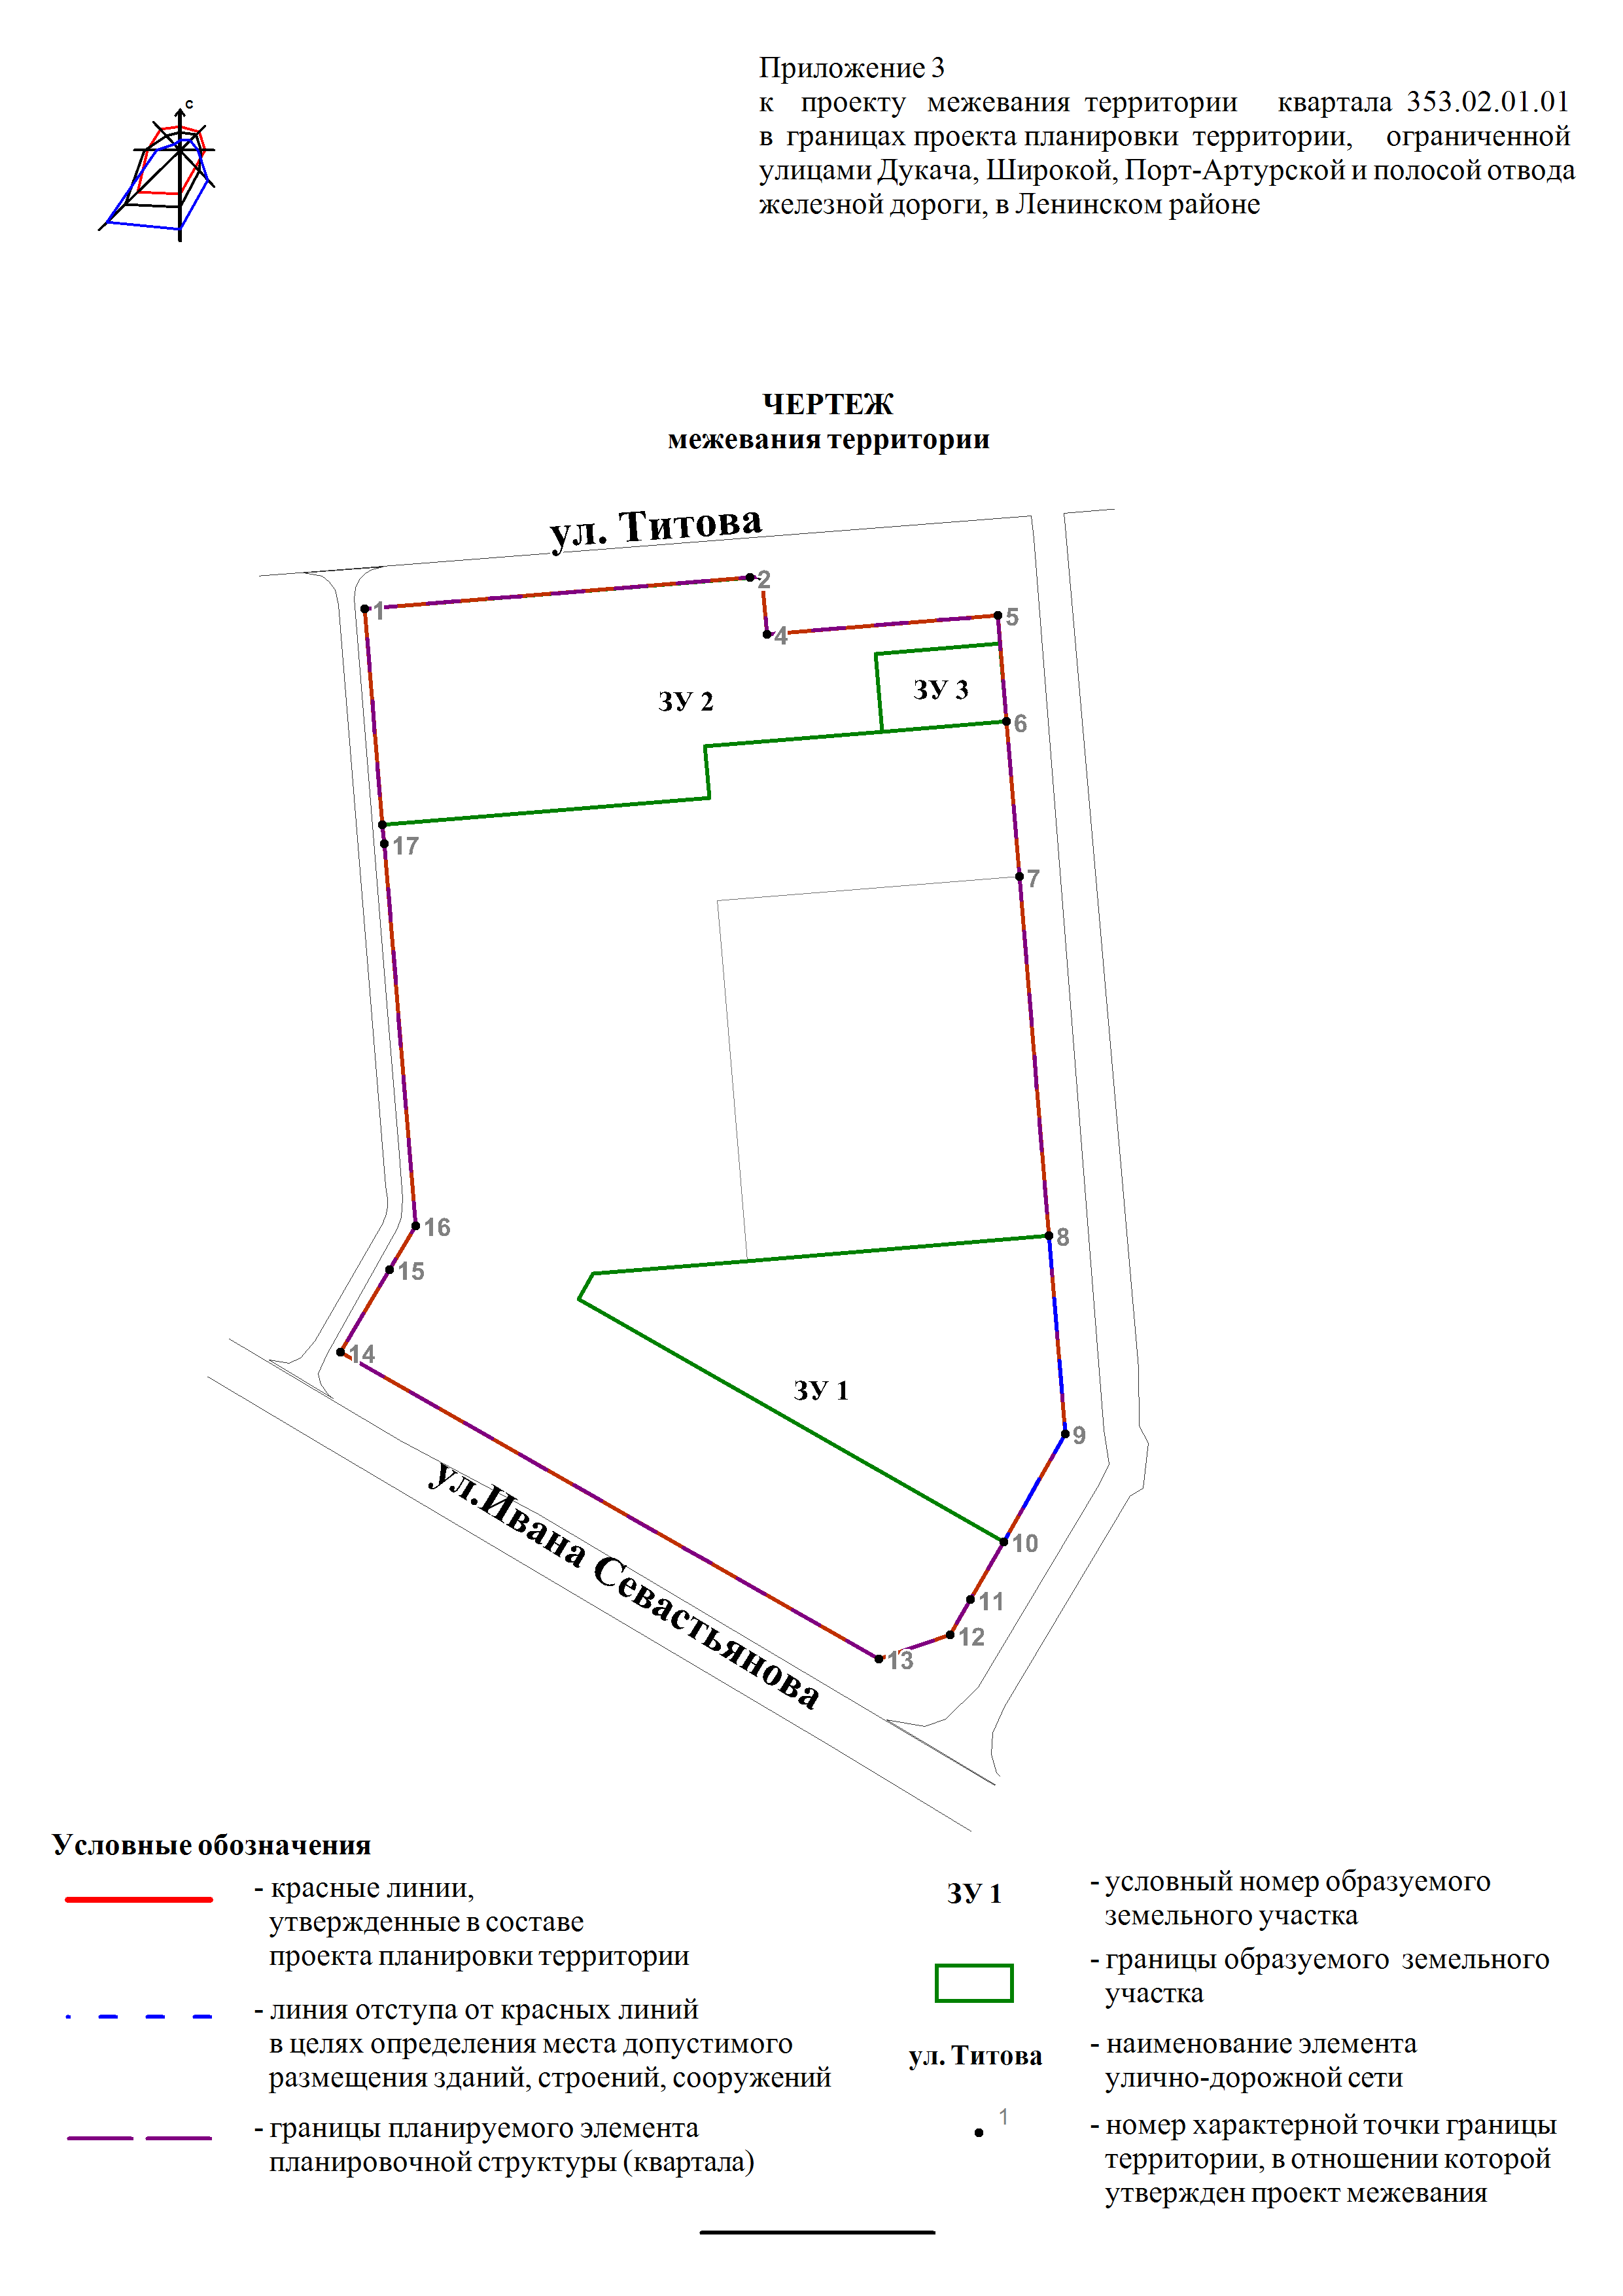 с
Приложение 3
к проекту межевания территории квартала 353.02.01.01
в границах проекта планировки территории, ограниченной
улицами Дукача, Широкой, Порт-Артурской и полосой отвода
железной дороги, в Ленинском районе
ЧЕРТЕЖ
межевания территории
ул. Титова
2
1
5
4
ЗУ 3
ЗУ 2
6
17
7
16
8
15
14
ЗУ 1
9
ул.Ивана Севастьянова
10
11
12
13
Условные обозначения
- красные линии,
утвержденные в составе
проекта планировки территории
- линия отступа от красных линий
в целях определения места допустимого
размещения зданий, строений, сооружений
- границы планируемого элемента
планировочной структуры (квартала)
ЗУ 1
- условный номер образуемого
земельного участка
- границы образуемого земельного
участка
ул. Титова
- наименование элемента
улично-дорожной сети
1
- номер характерной точки границы
территории, в отношении которой
утвержден проект межевания